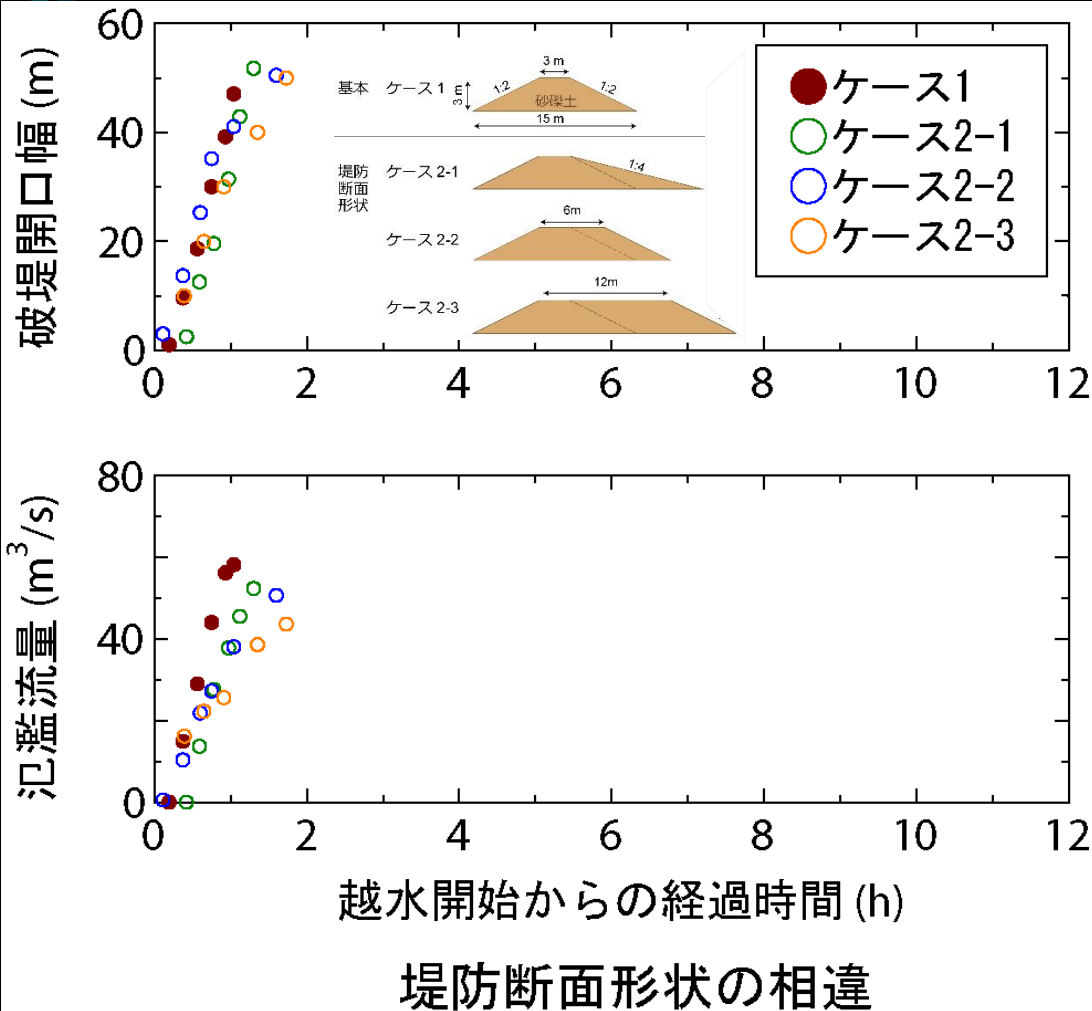 60
40
20
0
破堤開口幅 (m)
3 m
基本 ケース 1
1:2
1:2
3 m
砂礫土
15 m
堤防
断面
形状
ケース 2-1
1:4
6m
ケース 2-2
12m
ケース 2-3
ケース1
ケース2-1
ケース2-2
ケース2-3
0 2 4 6 8 10 12
80
40
0
氾濫流量 (m³/s)
0 2 4 6 8 10 12
越水開始からの経過時間 (h)
堤防断面形状の相違